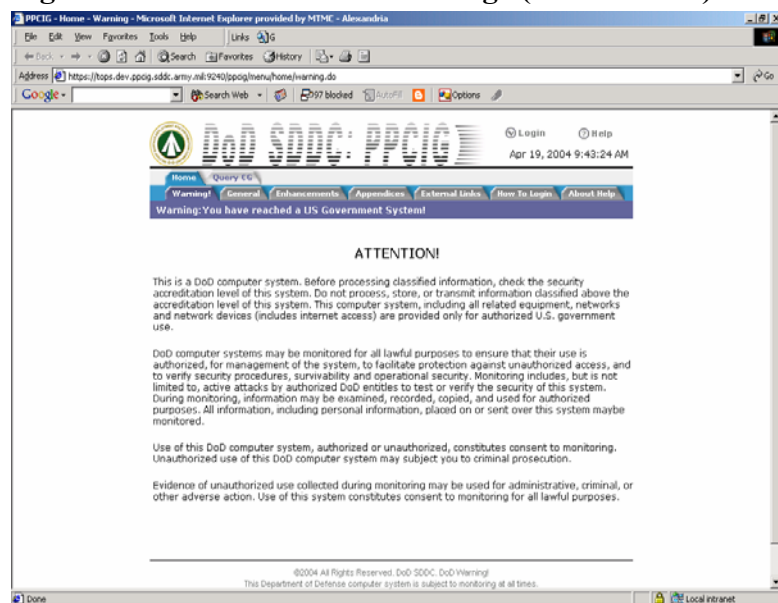 PPCIG - Home - Warning - Microsoft Internet Explorer provided by MTMC - Alexandria
File Edit View Favorites Tools Help Links
Back Search Favorites History
Address https://tops.dev.ppcig.sddc.army.mil:9240/ppcig/menu/home/warning.do Go
Google Search Web 97 blocked AutoFill Options
DoD SDDC: PPCIG Login Help
Apr 19, 2004 9:43:24 AM
Home Query CG
Warning! General Enhancements Appendices External Links How To Login About Help
Warning: You have reached a US Government System!
ATTENTION!
This is a DoD computer system. Before processing classified information, check the security
accreditation level of this system. Do not process, store, or transmit information classified above the
accreditation level of this system. This computer system, including all related equipment, networks
and network devices (includes internet access) are provided only for authorized U.S. government
use.
DoD computer systems may be monitored for all lawful purposes to ensure that their use is
authorized, for management of the system, to facilitate protection against unauthorized access, and
to verify security procedures, survivability and operational security. Monitoring includes, but is not
limited to, active attacks by authorized DoD entities to test or verify the security of this system.
During monitoring, information may be examined, recorded, copied, and used for authorized
purposes. All information, including personal information, placed on or sent over this system maybe
monitored.
Use of this DoD computer system, authorized or unauthorized, constitutes consent to monitoring.
Unauthorized use of this DoD computer system may subject you to criminal prosecution.
Evidence of unauthorized use collected during monitoring may be used for administrative, criminal, or
other adverse action. Use of this system constitutes consent to monitoring for all lawful purposes.
©2004 All Rights Reserved. DoD SDDC. DoD Warning!
This Department of Defense computer system is subject to monitoring at all times.
Done Local intranet